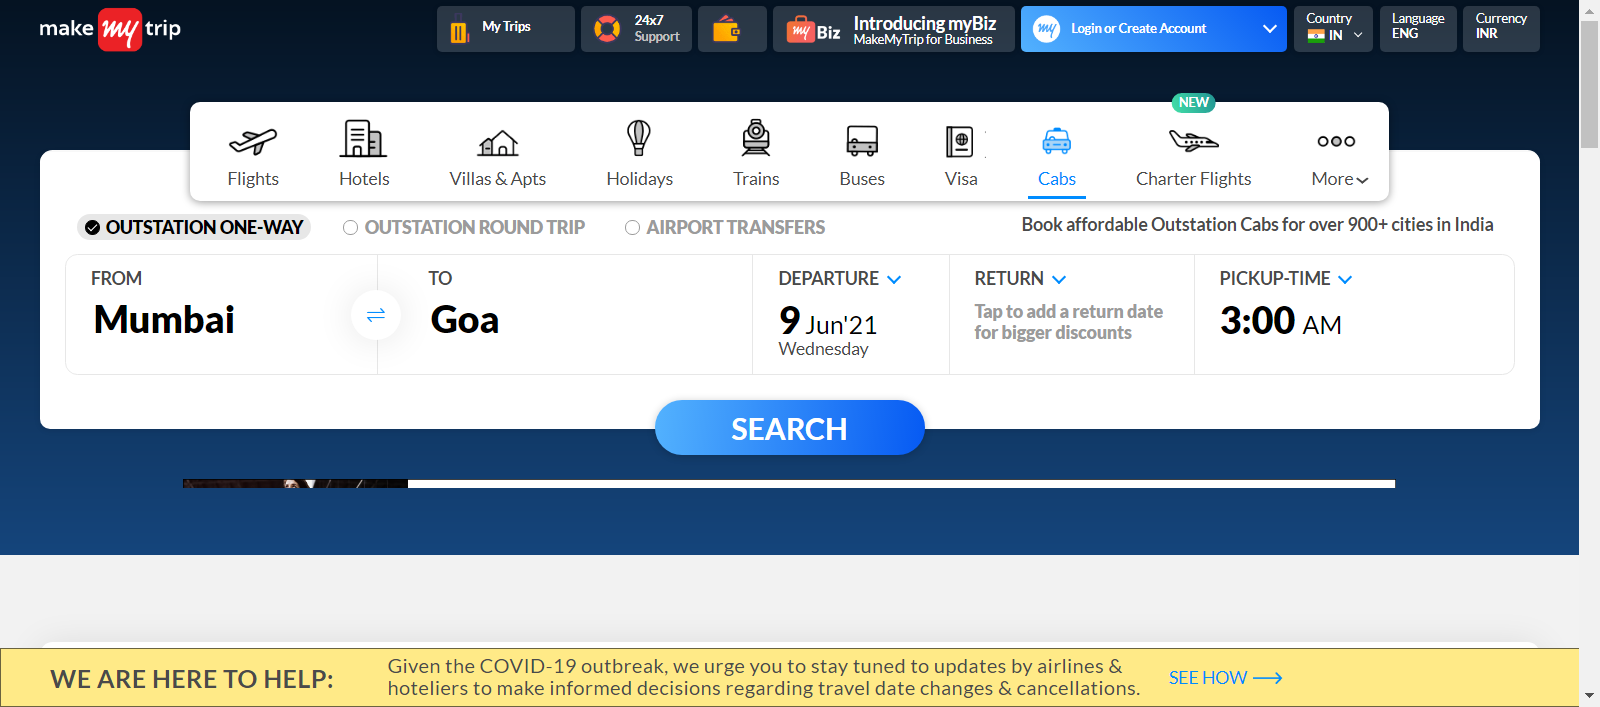 make my trip
My Trips
24x7
Support
my Biz
Introducing myBiz
MakeMyTrip for Business
my Login or Create Account
Country
IN
Language
ENG
Currency
INR
NEW
Flights
Hotels
Villas & Apts
Holidays
Trains
Buses
Visa
Cabs
Charter Flights
More
OUTSTATION ONE-WAY
OUTSTATION ROUND TRIP
AIRPORT TRANSFERS
Book affordable Outstation Cabs for over 900+ cities in India
FROM
Mumbai
TO
Goa
DEPARTURE
9 Jun'21
Wednesday
RETURN
Tap to add a return date
for bigger discounts
PICKUP-TIME
3:00 AM
SEARCH
WE ARE HERE TO HELP:
Given the COVID-19 outbreak, we urge you to stay tuned to updates by airlines &
hoteliers to make informed decisions regarding travel date changes & cancellations.
SEE HOW